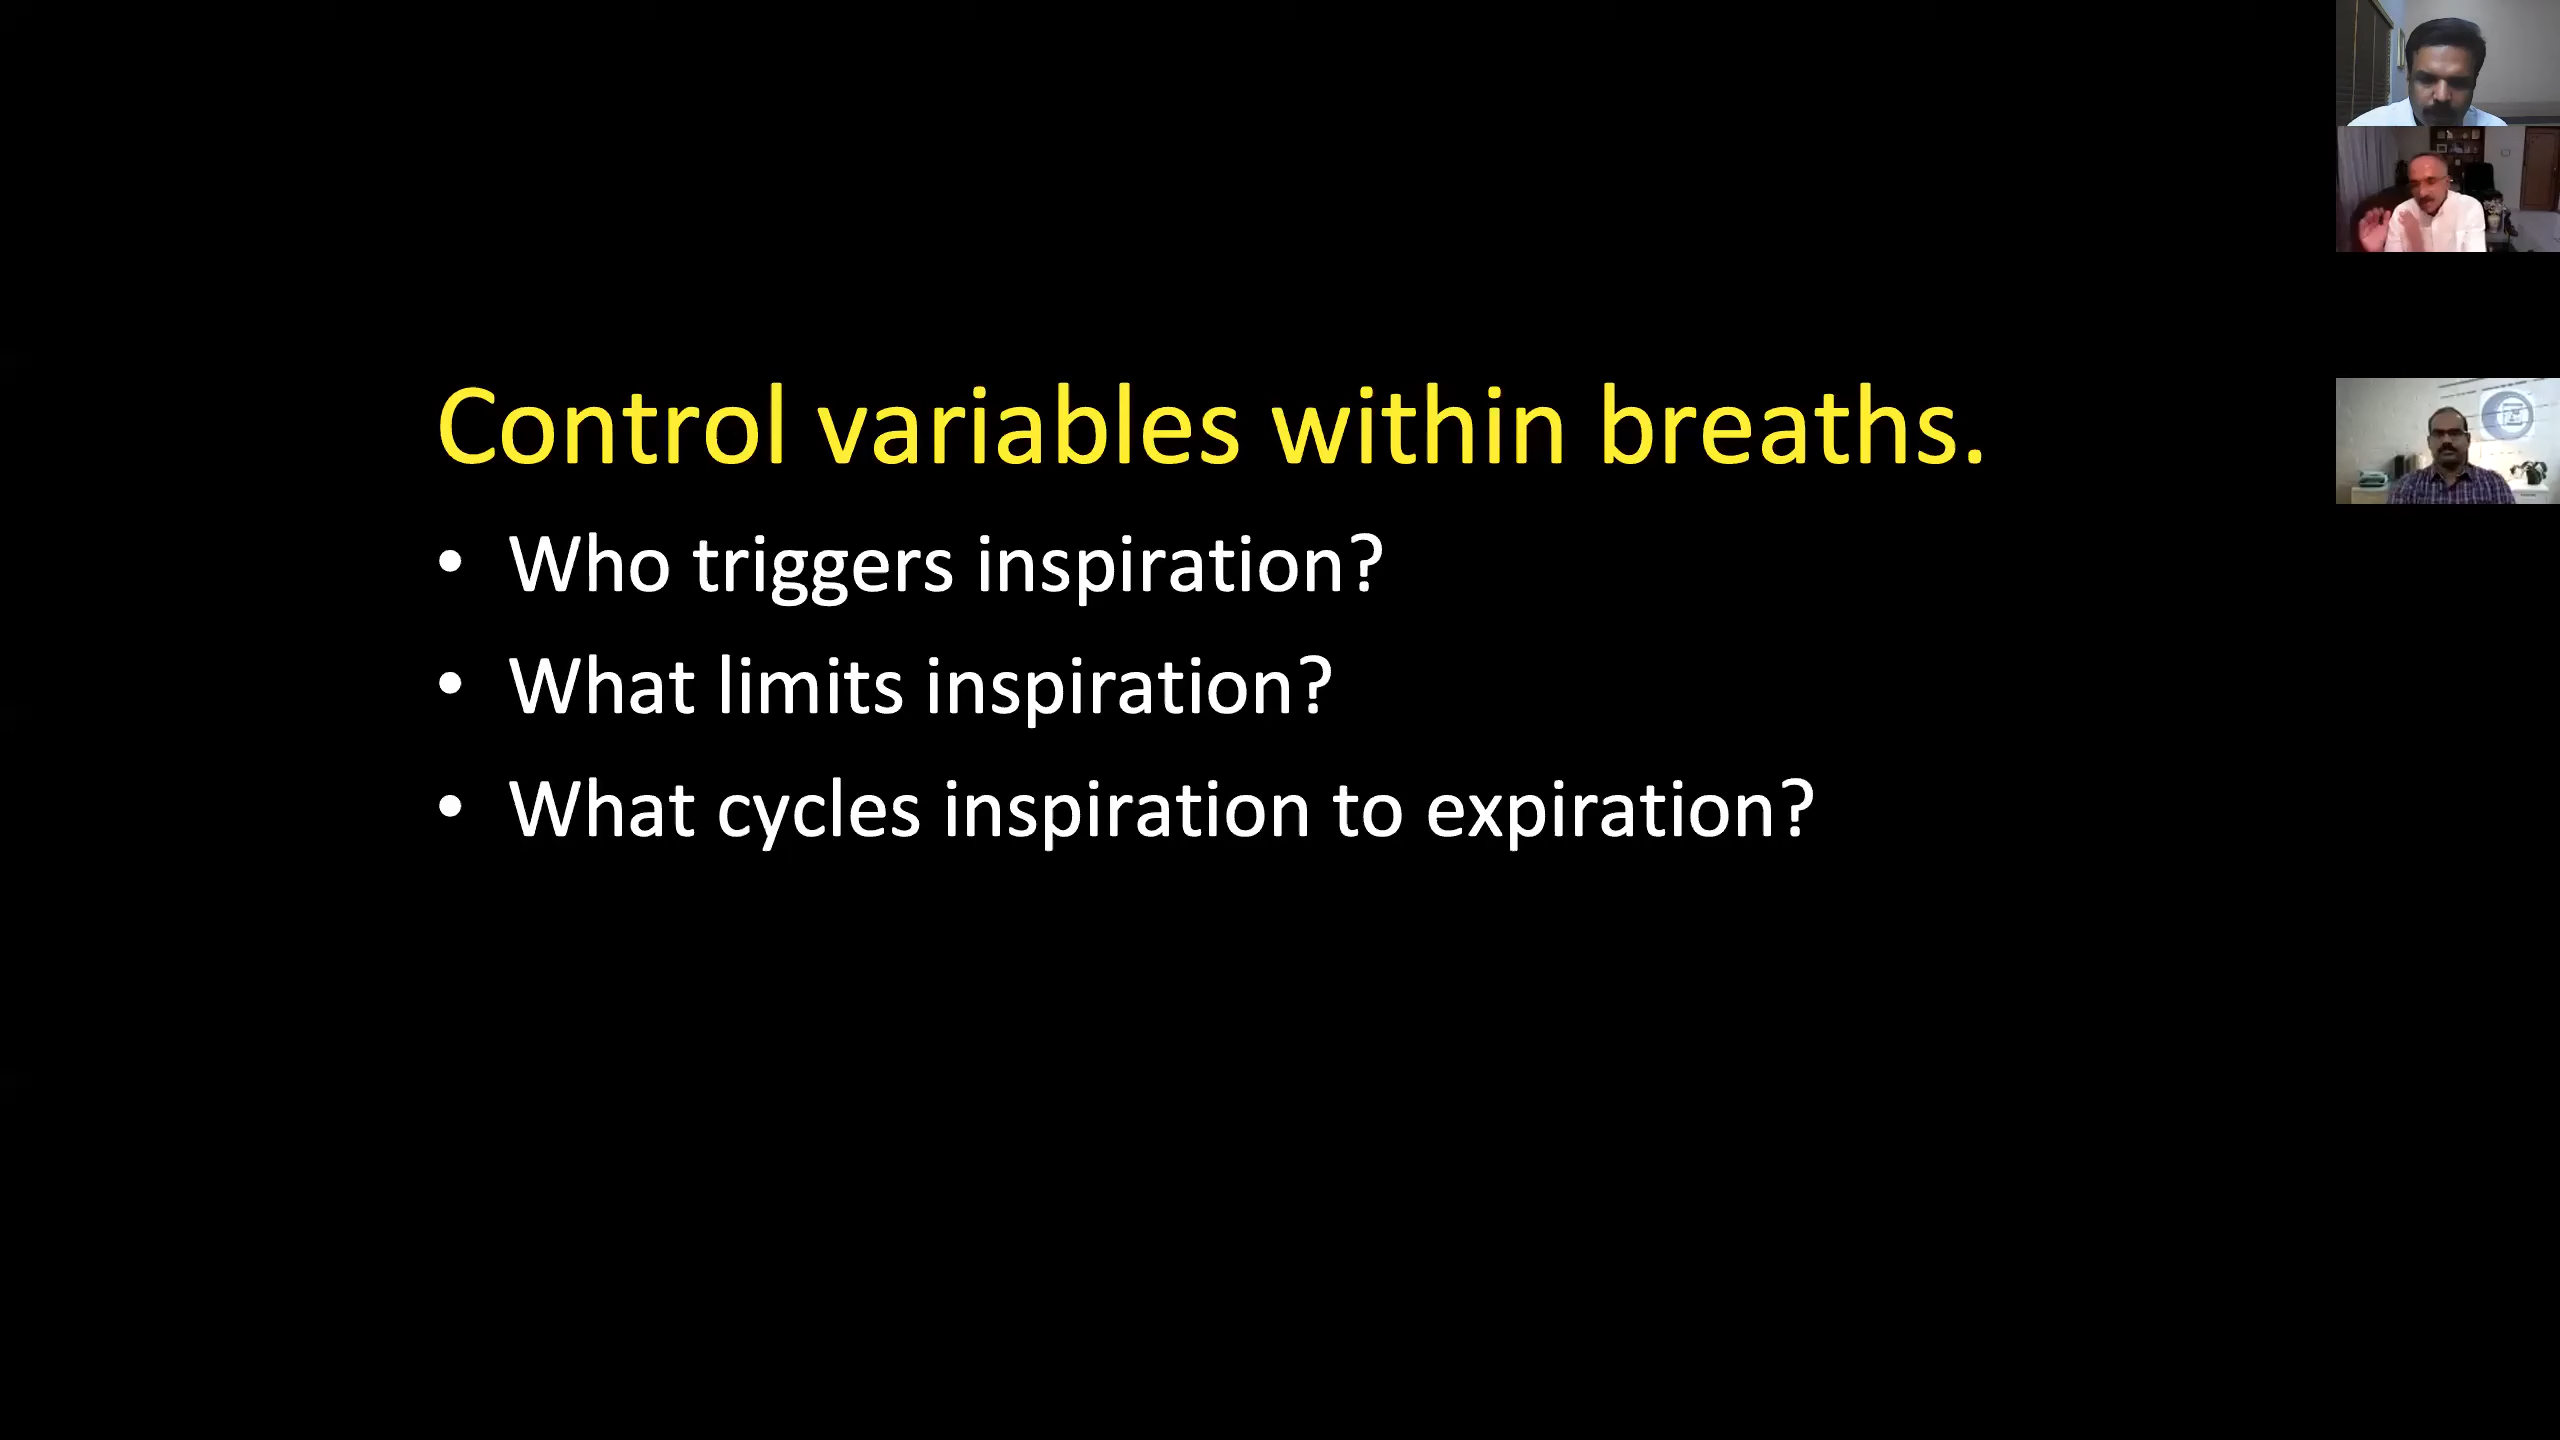 Control variables within breaths.
• Who triggers inspiration?
• What limits inspiration?
• What cycles inspiration to expiration?